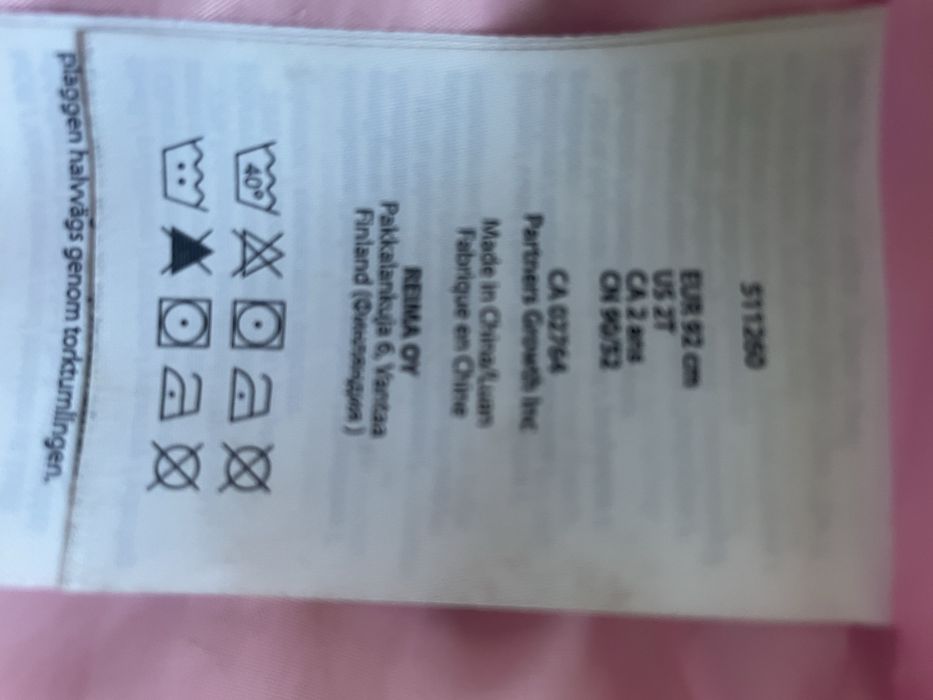 511260
EUR 92 cm
US 2T
CA 2 ans
CN 90/52
CA 02764
Partners Growth Inc
Made in China/Luan
Fabrique en Chine
REIMA OY
Pakkalankuja 6, Vantaa
Finland
40°
plaggen halvvägs genom torktumlingen.